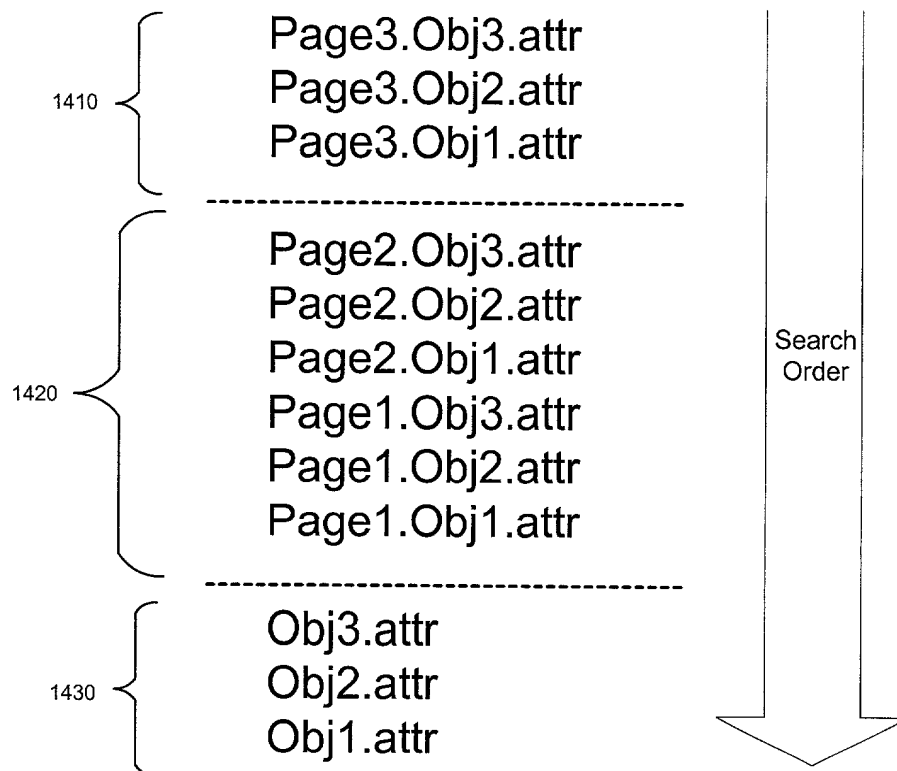 Page3.Obj3.attr
Page3.Obj2.attr
1410
Page3.Obj1.attr
Page2.Obj3.attr
Page2.Obj2.attr
Page2.Obj1.attr
1420
Page1.Obj3.attr
Page1.Obj2.attr
Page1.Obj1.attr
Search
Order
Obj3.attr
Obj2.attr
1430
Obj1.attr